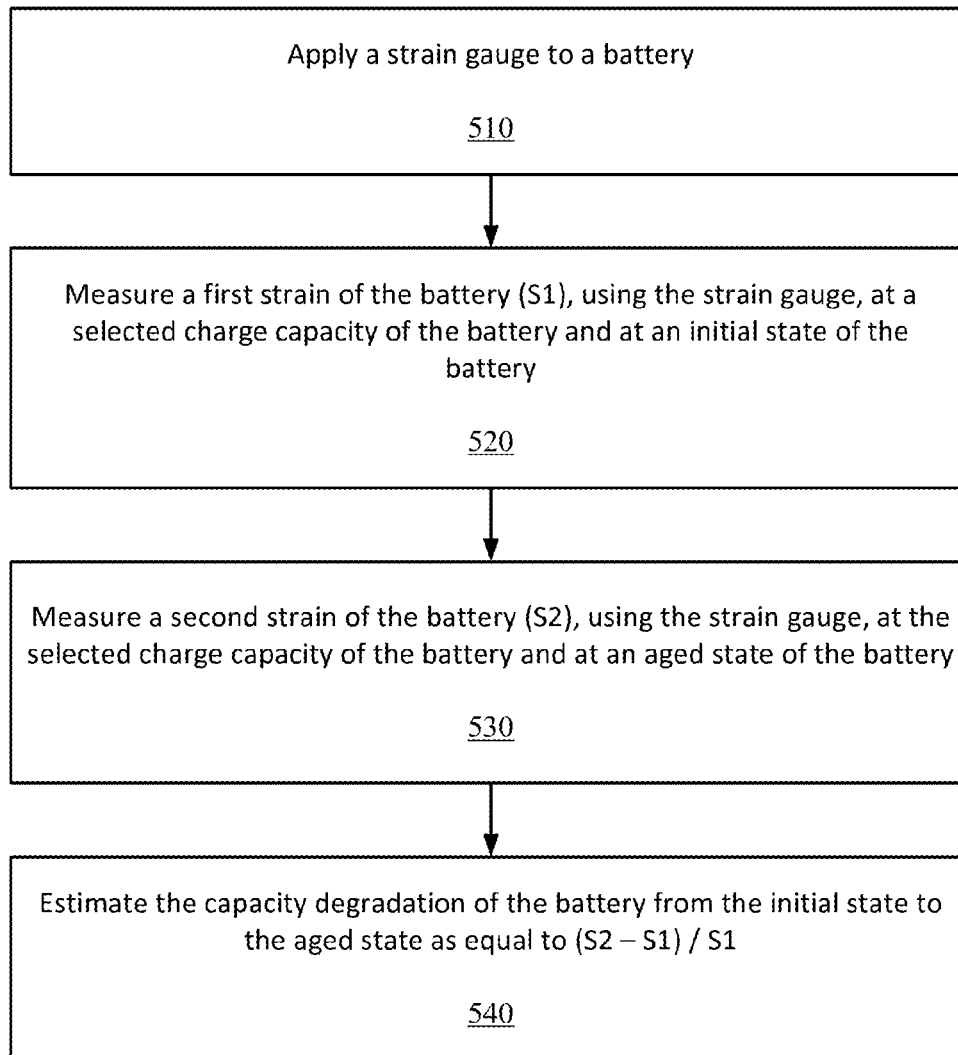 Apply a strain gauge to a battery
510
Measure a first strain of the battery (S1), using the strain gauge, at a
selected charge capacity of the battery and at an initial state of the
battery
520
Measure a second strain of the battery (S2), using the strain gauge, at the
selected charge capacity of the battery and at an aged state of the battery
530
Estimate the capacity degradation of the battery from the initial state to
the aged state as equal to (S2 – S1) / S1
540